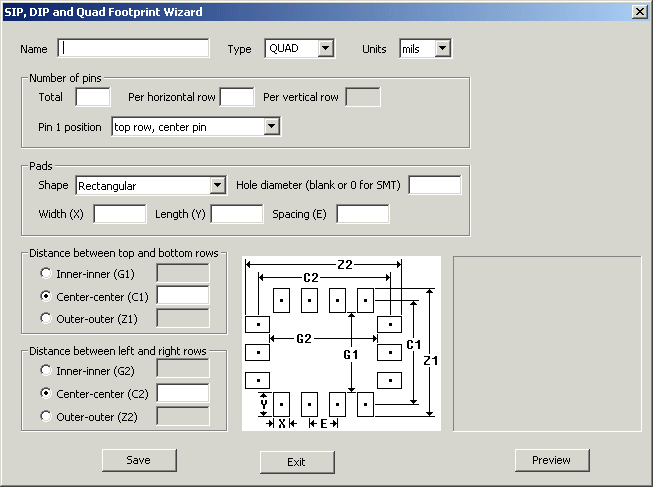 SIP, DIP and Quad Footprint Wizard
Name Type QUAD Units mils
Number of pins
Total Per horizontal row Per vertical row
Pin 1 position top row, center pin
Pads
Shape Rectangular Hole diameter (blank or 0 for SMT)
Width (X) Length (Y) Spacing (E)
Distance between top and bottom rows
Inner-inner (G1)
Center-center (C1)
Outer-outer (Z1)
Distance between left and right rows
Inner-inner (G2)
Center-center (C2)
Outer-outer (Z2)
Z2
C2
G2
G1
C1
Z1
Y
X
E
Save Exit Preview